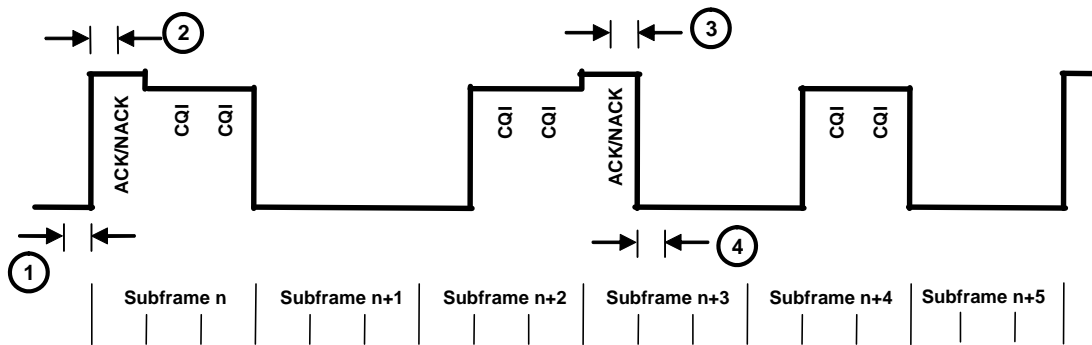 2
3
ACK/NACK
CQI
CQI
CQI
CQI
ACK/NACK
CQI
CQI
1
4
Subframe n
Subframe n+1
Subframe n+2
Subframe n+3
Subframe n+4
Subframe n+5